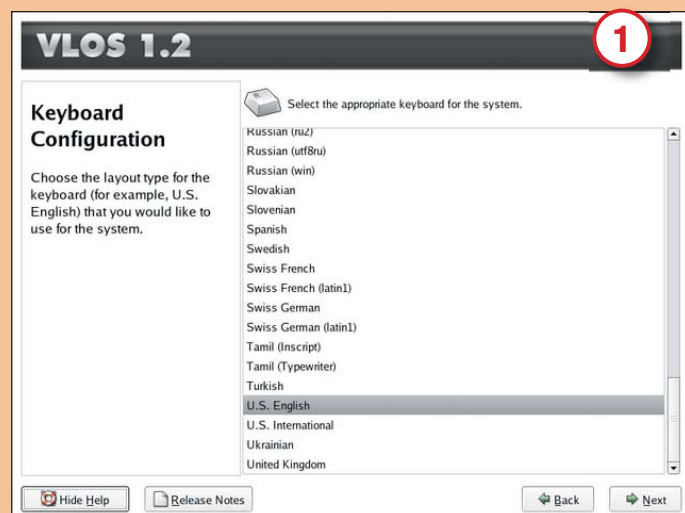 VLOS 1.2
1
Keyboard
Configuration
Choose the layout type for the
keyboard (for example, U.S.
English) that you would like to
use for the system.
Select the appropriate keyboard for the system.
Russian (ru2)
Russian (utf8ru)
Russian (win)
Slovakian
Slovenian
Spanish
Swedish
Swiss French
Swiss French (latin1)
Swiss German
Swiss German (latin1)
Tamil (Inscript)
Tamil (Typewriter)
Turkish
U.S. English
U.S. International
Ukrainian
United Kingdom
Hide Help
Release Notes
Back
Next